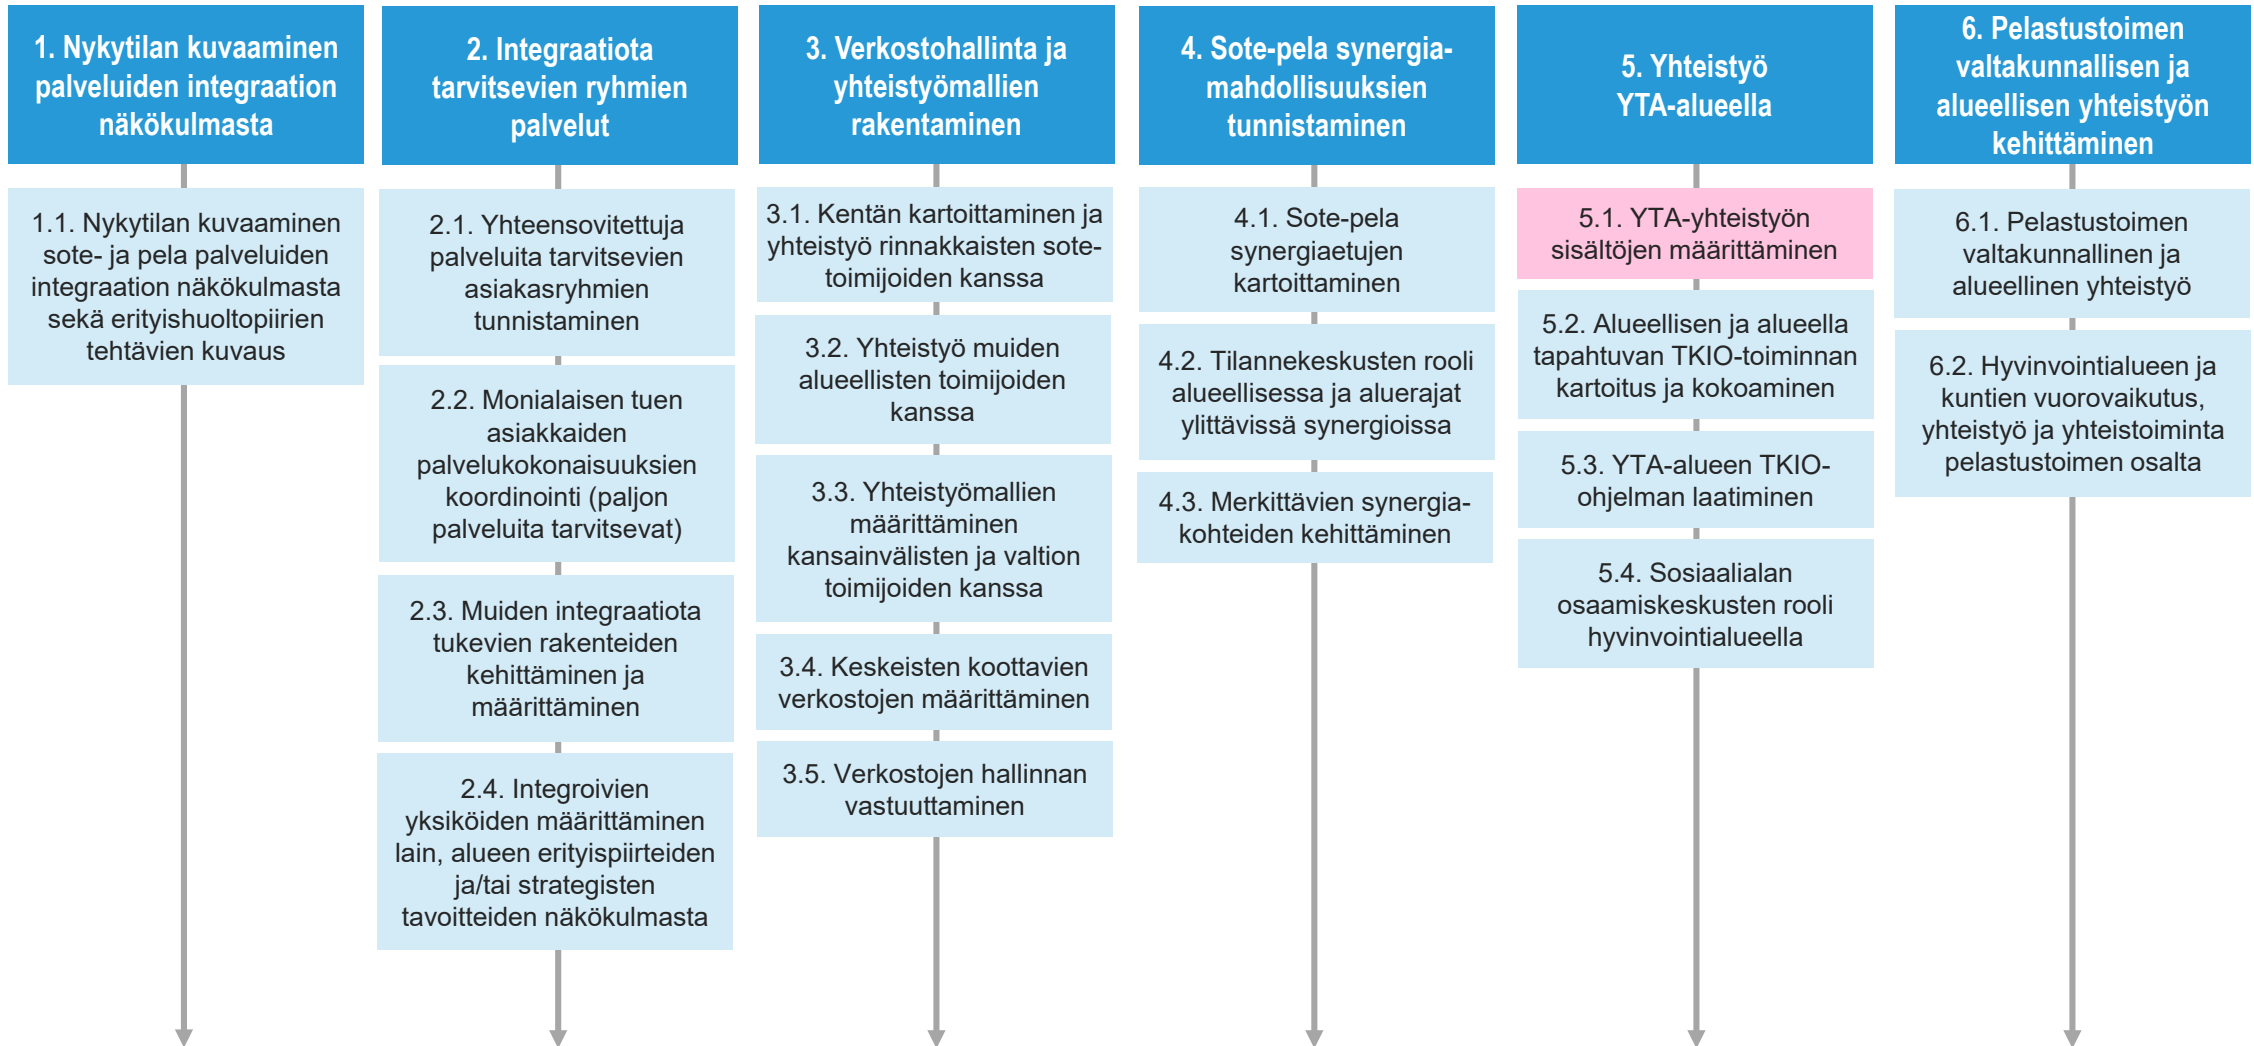 1. Nykytilan kuvaaminen
palveluiden integraation
näkökulmasta
1.1. Nykytilan kuvaaminen
sote- ja pela palveluiden
integraation näkökulmasta
sekä erityishuoltopiirien
tehtävien kuvaus
2. Integraatiota
tarvitsevien ryhmien
palvelut
2.1. Yhteensovitettuja
palveluita tarvitsevien
asiakasryhmien
tunnistaminen
2.2. Monialaisen tuen
asiakkaiden
palvelukokonaisuuksien
koordinointi (paljon
palveluita tarvitsevat)
2.3. Muiden integraatiota
tukevien rakenteiden
kehittäminen ja
määrittäminen
2.4. Integroivien
yksiköiden määrittäminen
lain, alueen erityispiirteiden
ja/tai strategisten
tavoitteiden näkökulmasta
3. Verkostohallinta ja
yhteistyömallien
rakentaminen
3.1. Kentän kartoittaminen ja
yhteistyö rinnakkaisten sote-
toimijoiden kanssa
3.2. Yhteistyö muiden
alueellisten toimijoiden
kanssa
3.3. Yhteistyömallien
määrittäminen
kansainvälisten ja valtion
toimijoiden kanssa
3.4. Keskeisten koottavien
verkostojen määrittäminen
3.5. Verkostojen hallinnan
vastuuttaminen
4. Sote-pela synergia-
mahdollisuuksien
tunnistaminen
4.1. Sote-pela
synergiaetujen
kartoittaminen
4.2. Tilannekeskusten rooli
alueellisessa ja aluerajat
ylittävissä synergioissa
4.3. Merkittävien synergia-
kohteiden kehittäminen
5. Yhteistyö
YTA-alueella
5.1. YTA-yhteistyön
sisältöjen määrittäminen
5.2. Alueellisen ja alueella
tapahtuvan TKIO-toiminnan
kartoitus ja kokoaminen
5.3. YTA-alueen TKIO-
ohjelman laatiminen
5.4. Sosiaalialan
osaamiskeskusten rooli
hyvinvointialueella
6. Pelastustoimen
valtakunnallisen ja
alueellisen yhteistyön
kehittäminen
6.1. Pelastustoimen
valtakunnallinen ja
alueellinen yhteistyö
6.2. Hyvinvointialueen ja
kuntien vuorovaikutus,
yhteistyö ja yhteistoiminta
pelastustoimen osalta